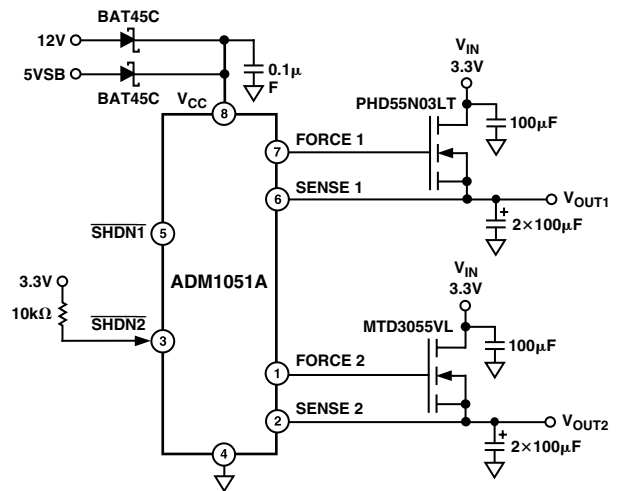 BAT45C
12V
5VSB
BAT45C
0.1µ
F
VCC
8
VIN
3.3V
PHD55N03LT
100µF
7
FORCE 1
6
SENSE 1
VOUT1
+
2×100µF
SHDN1
5
ADM1051A
3.3V
10kΩ
SHDN2
3
VIN
3.3V
MTD3055VL
100µF
1
FORCE 2
2
SENSE 2
VOUT2
+
2×100µF
4